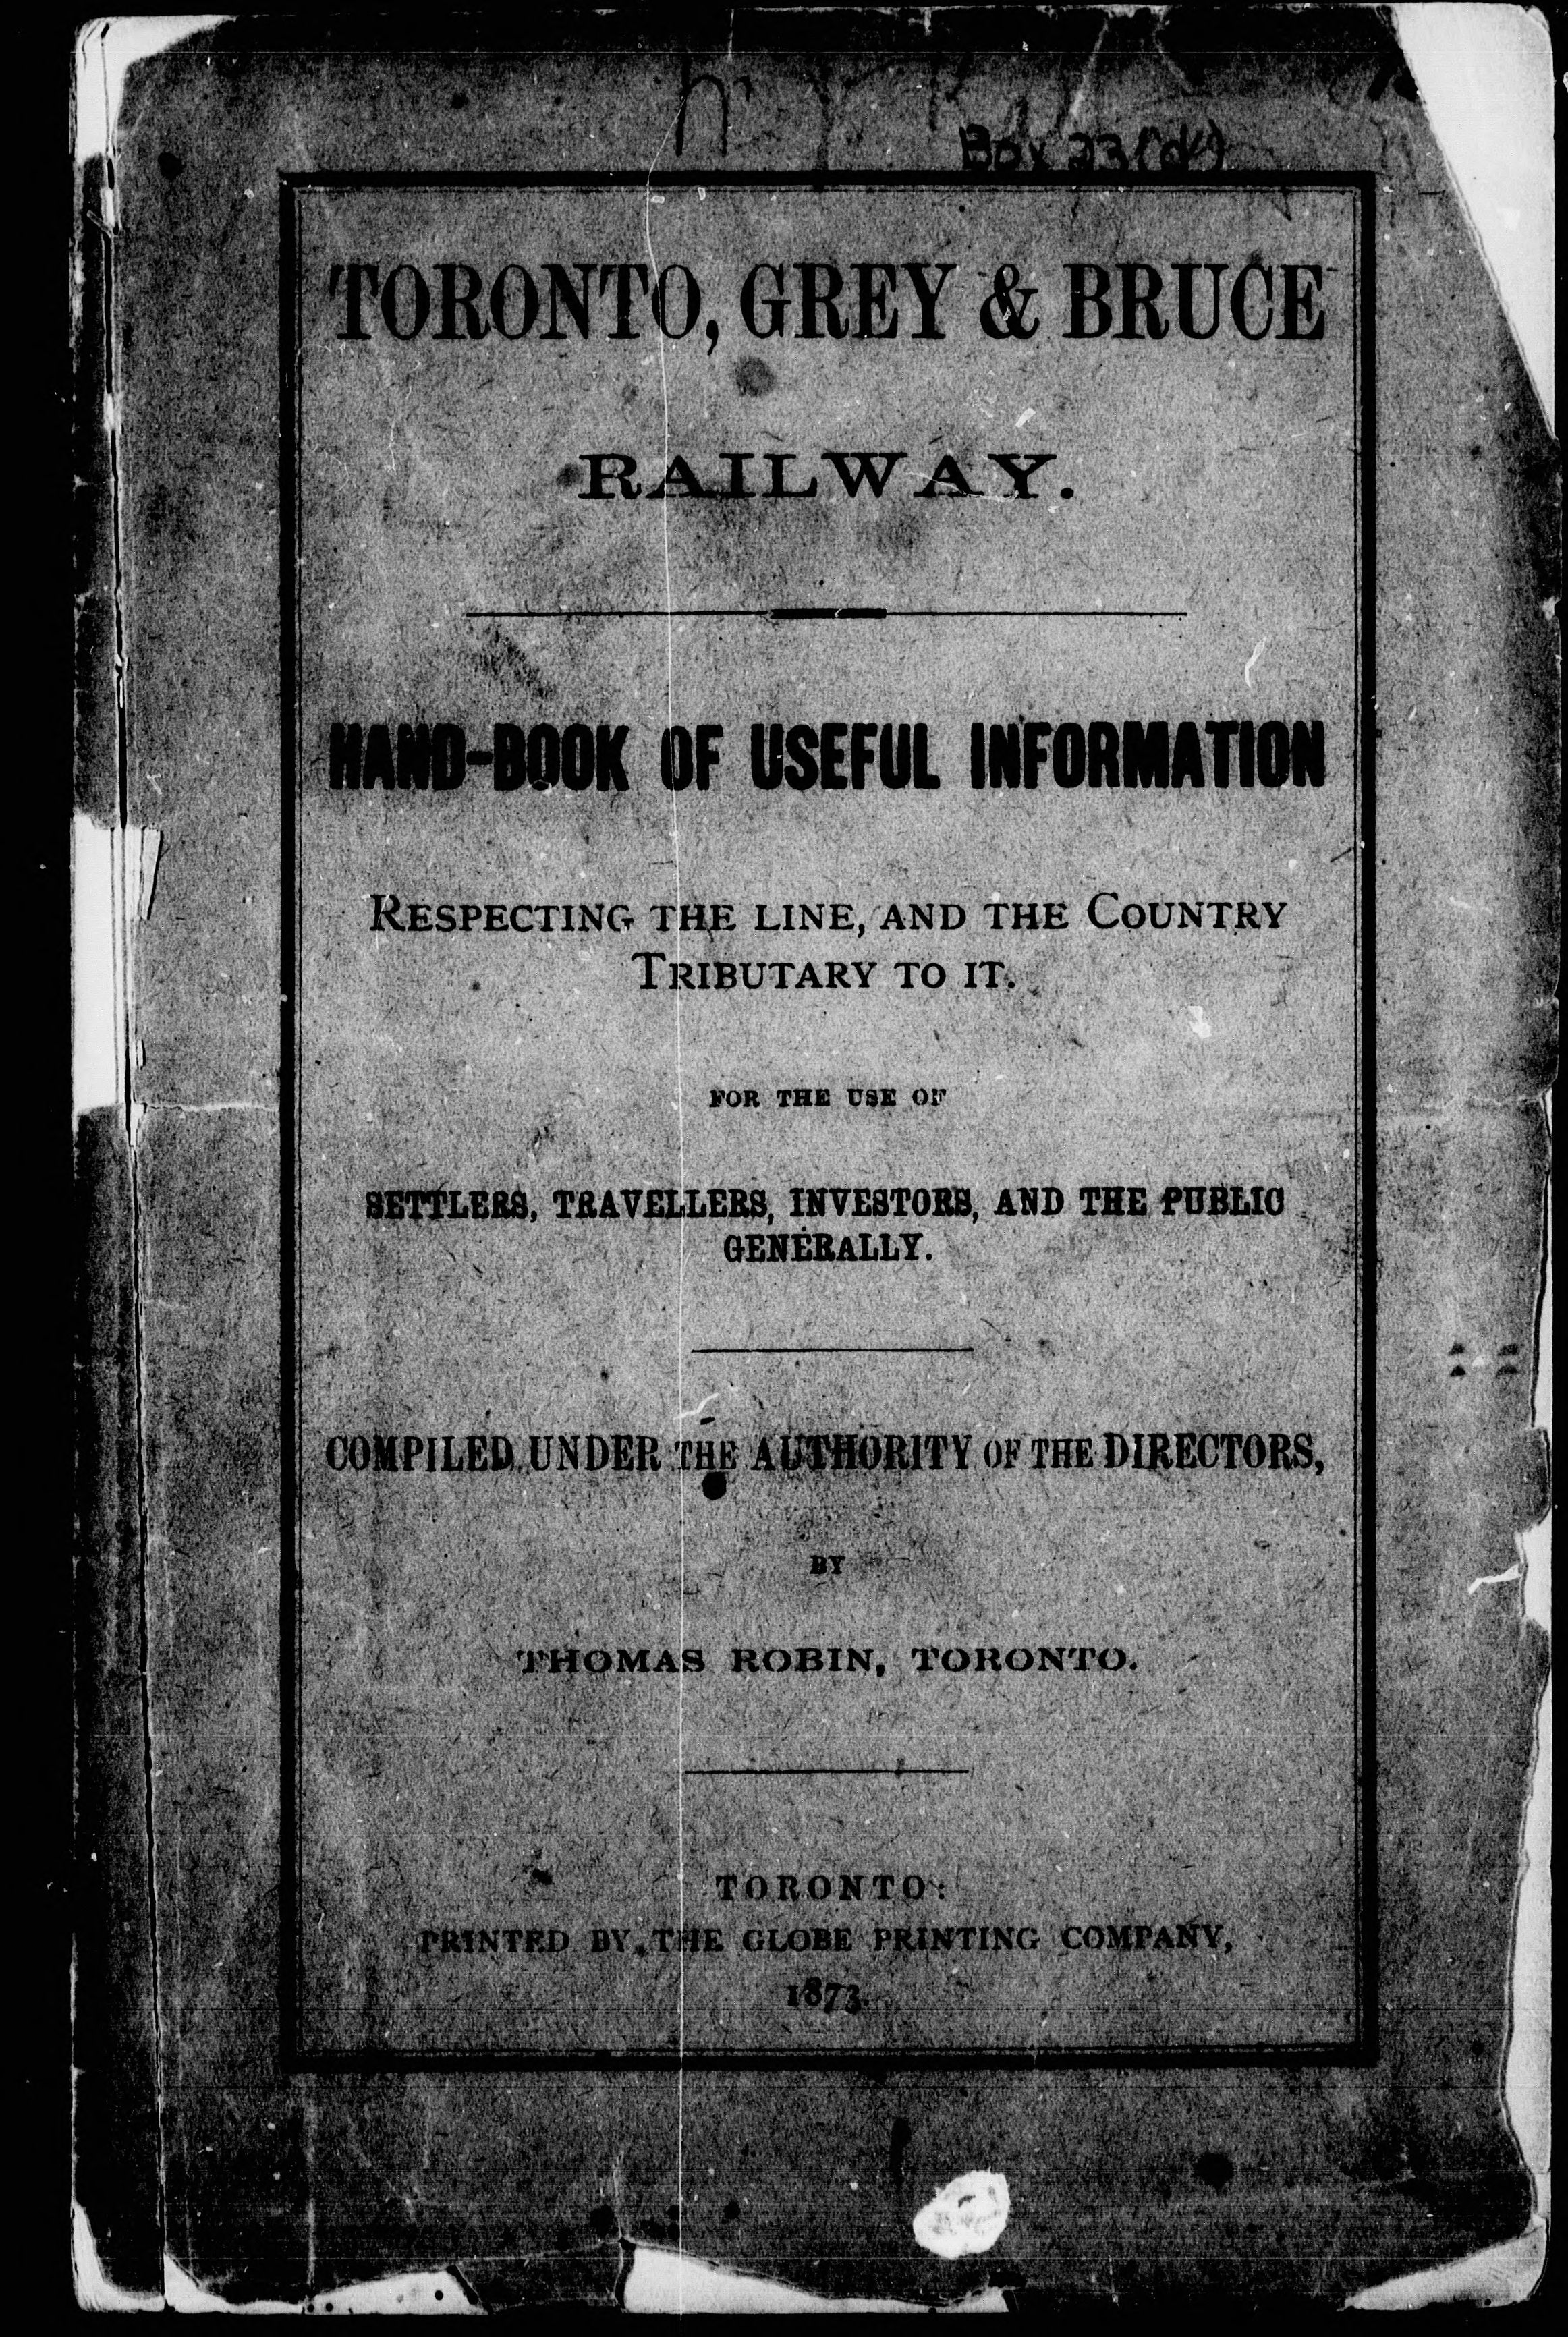 Box 23
TORONTO, GREY & BRUCE
RAILWAY.
HAND-BOOK OF USEFUL INFORMATION
RESPECTING THE LINE, AND THE COUNTRY
TRIBUTARY TO IT.
FOR THE USE OF
SETTLERS, TRAVELLERS, INVESTORS, AND THE PUBLIC
GENERALLY.
COMPILED UNDER THE AUTHORITY OF THE DIRECTORS,
BY
THOMAS ROBIN, TORONTO.
TORONTO:
PRINTED BY THE GLOBE PRINTING COMPANY,
1873.